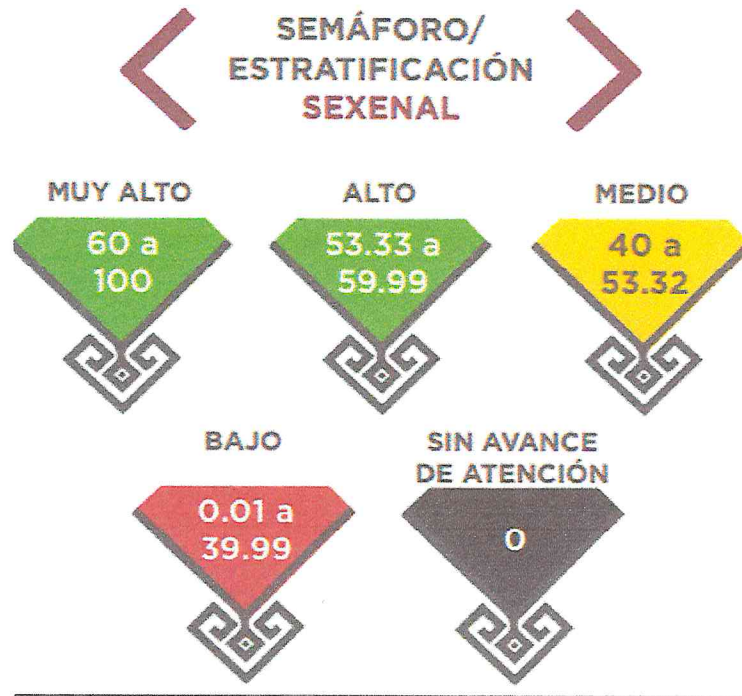 SEMÁFORO/
ESTRATIFICACIÓN
SEXENAL
MUY ALTO
60 a
100
ALTO
53.33 a
59.99
MEDIO
40 a
53.32
BAJO
0.01 a
39.99
SIN AVANCE
DE ATENCIÓN
0